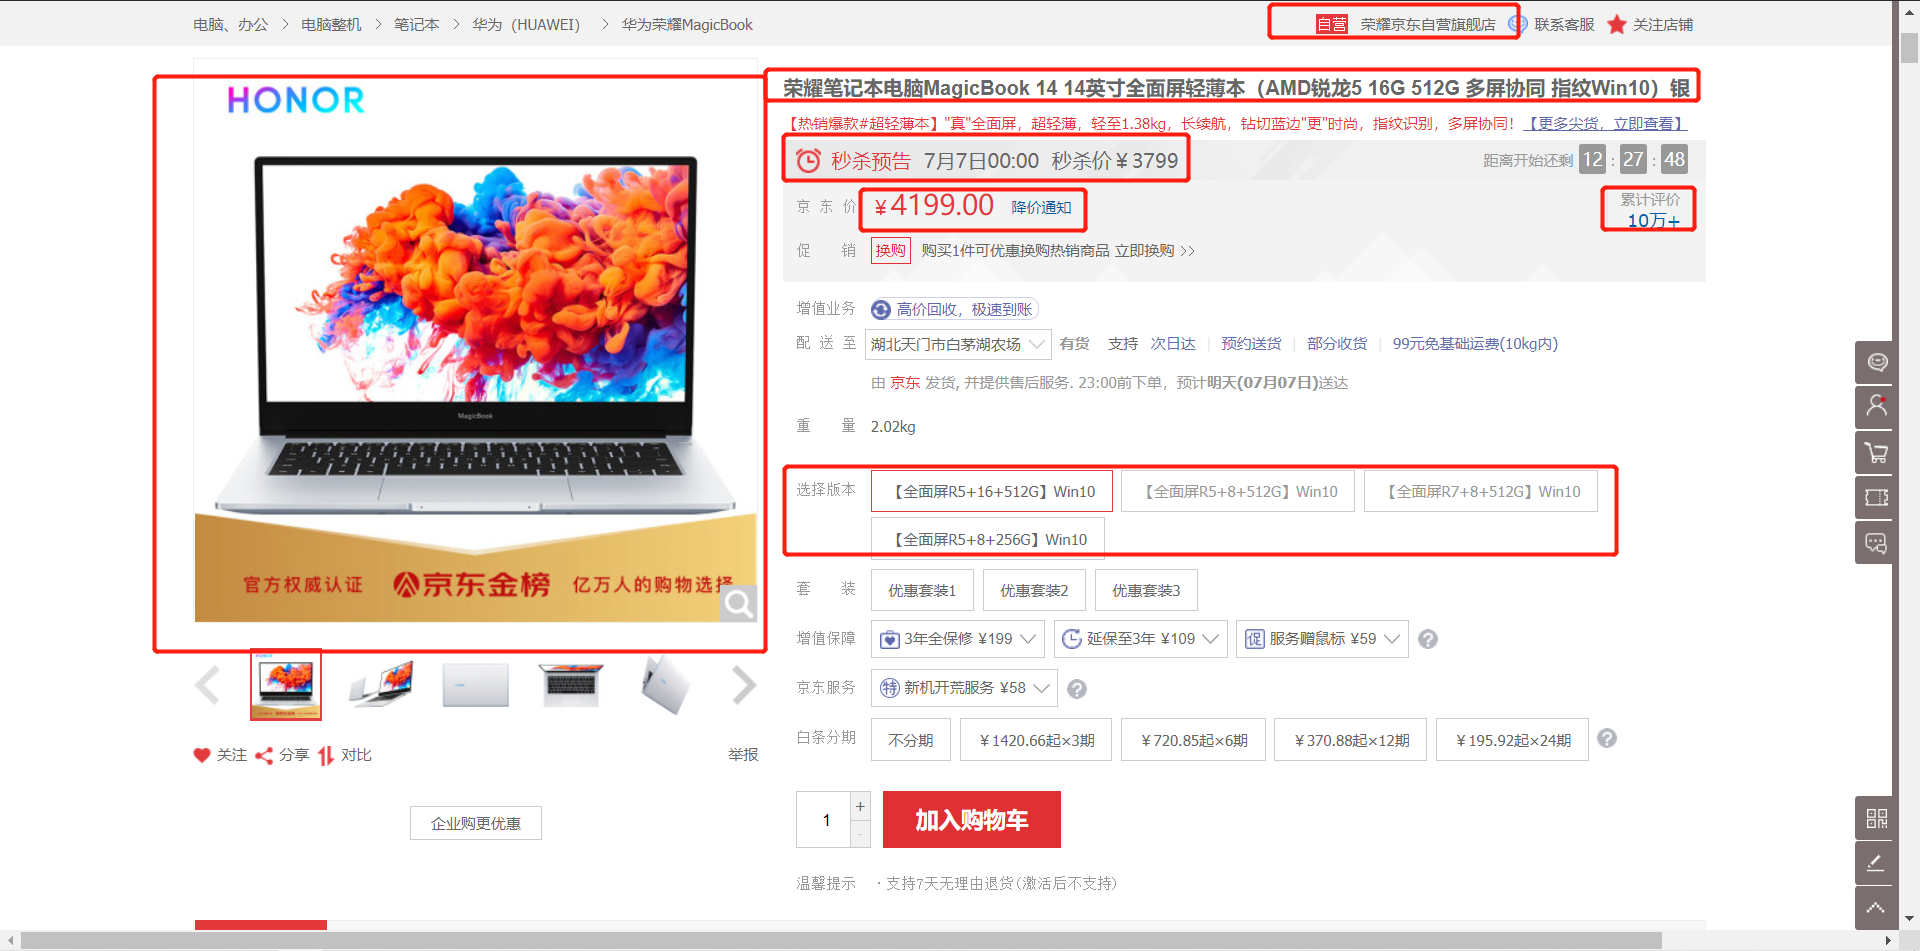 电脑、办公 > 电脑整机 > 笔记本 > 华为（HUAWEI） > 华为荣耀MagicBook
自营 荣耀京东自营旗舰店 联系客服 关注店铺
HONOR
MagicBook
官方权威认证 京东金榜 亿万人的购物选择
关注 分享 对比 举报
企业购更优惠
荣耀笔记本电脑MagicBook 14 14英寸全面屏轻薄本（AMD锐龙5 16G 512G 多屏协同 指纹Win10）银
【热销爆款#超轻薄本】"真"全面屏，超轻薄，轻至1.38kg，长续航，钻切蓝边"更"时尚，指纹识别，多屏协同！【更多尖货，立即查看】
秒杀预告 7月7日00:00 秒杀价￥3799 距离开始还剩 12 : 27 : 48
京东价 ￥4199.00 降价通知 累计评价
10万+
促销 换购 购买1件可优惠换购热销商品 立即换购 >>
增值业务 高价回收，极速到账
配送至 湖北天门市白茅湖农场 有货 支持 次日达 | 预约送货 | 部分收货 | 99元免基础运费(10kg内)
由 京东 发货, 并提供售后服务. 23:00前下单，预计明天(07月07日)送达
重量 2.02kg
选择版本 【全面屏R5+16+512G】Win10 【全面屏R5+8+512G】Win10 【全面屏R7+8+512G】Win10
【全面屏R5+8+256G】Win10
套装 优惠套装1 优惠套装2 优惠套装3
增值保障 3年全保修 ¥199 延保至3年 ¥109 促 服务赠鼠标 ¥59 ?
京东服务 特 新机开荒服务 ¥58 ?
白条分期 不分期 ￥1420.66起×3期 ￥720.85起×6期 ￥370.88起×12期 ￥195.92起×24期 ?
1 + - 加入购物车
温馨提示 ·支持7天无理由退货(激活后不支持)